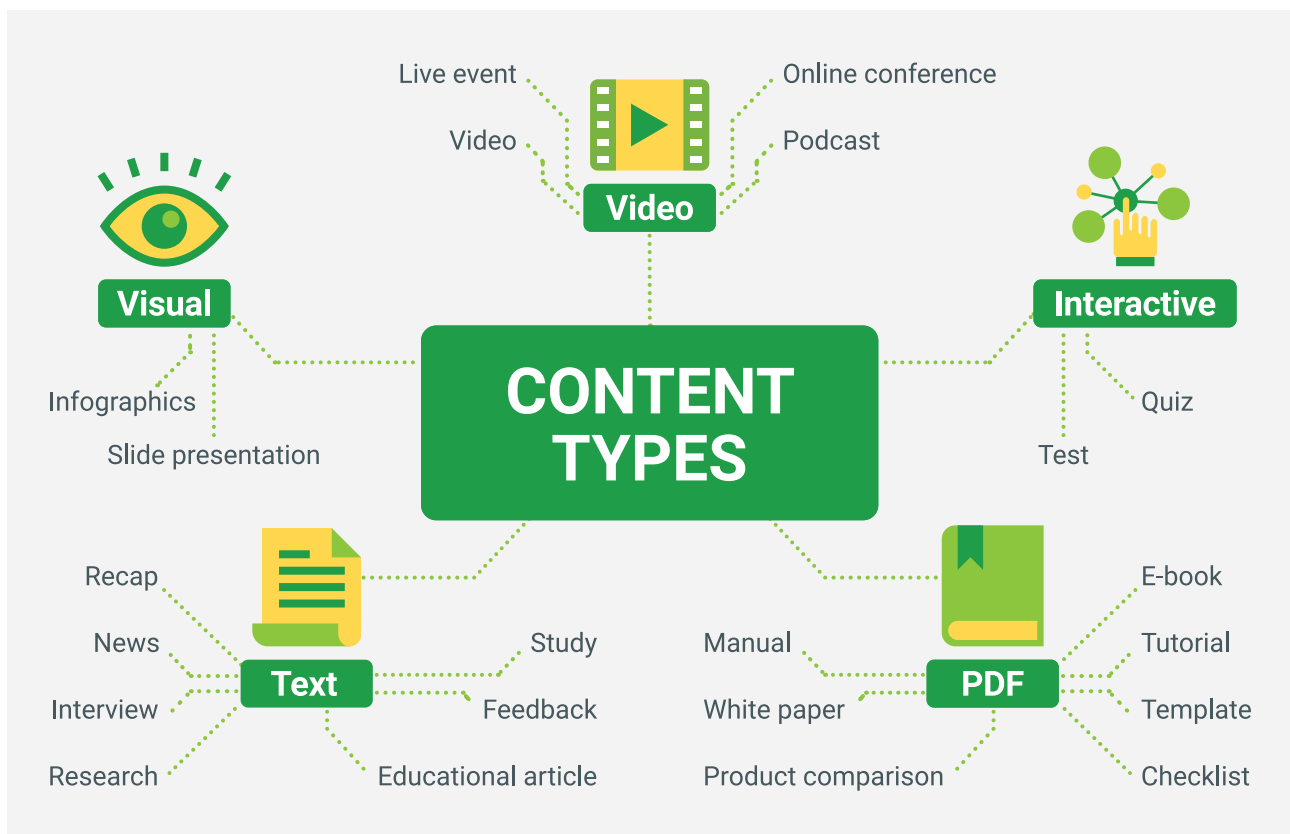 Live event
Online conference
Video
Podcast
Video
Visual
Interactive
Infographics
Slide presentation
Quiz
Test
CONTENT
TYPES
Recap
News
Interview
Research
Text
Study
Feedback
Educational article
Manual
White paper
Product comparison
PDF
E-book
Tutorial
Template
Checklist